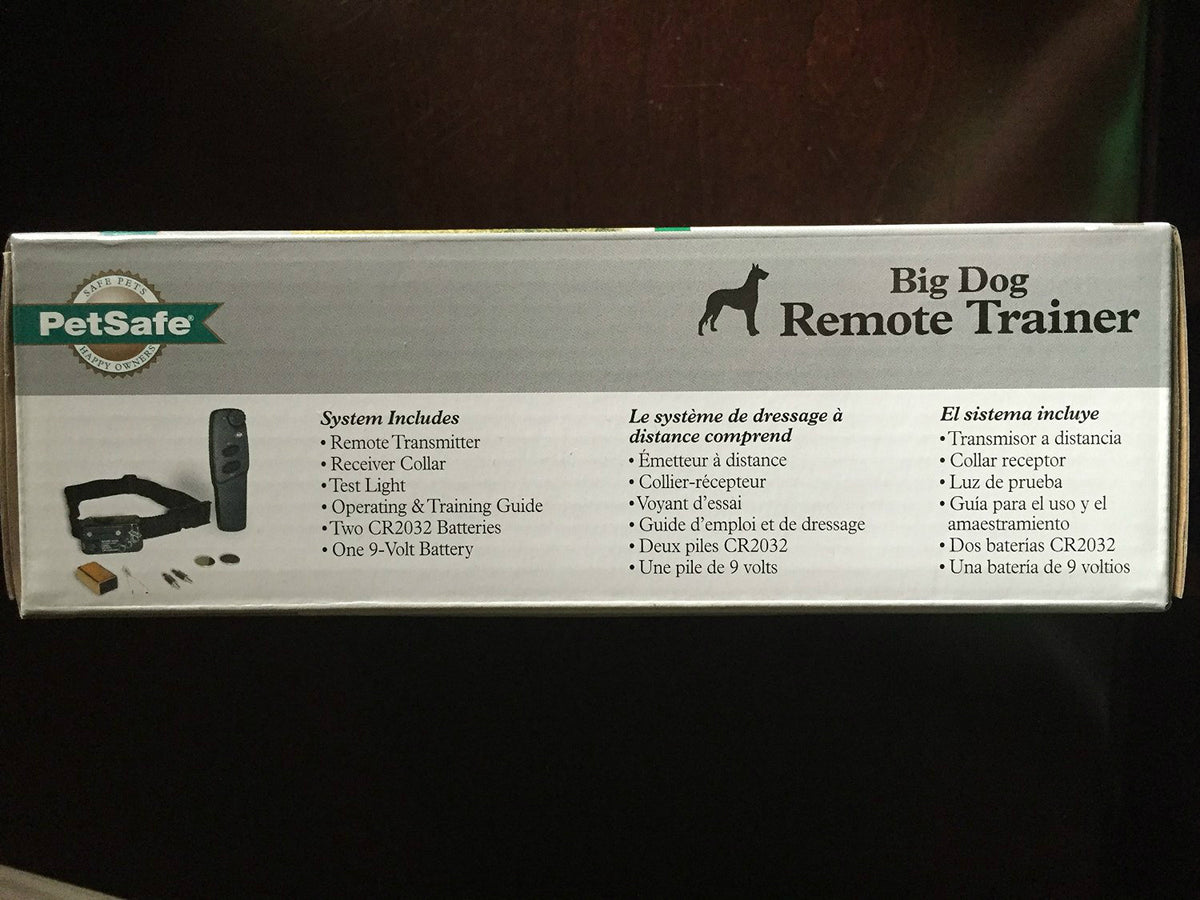 SAFE PETS
PetSafe®
HAPPY OWNERS
Big Dog
Remote Trainer
System Includes
• Remote Transmitter
• Receiver Collar
• Test Light
• Operating & Training Guide
• Two CR2032 Batteries
• One 9-Volt Battery
Le système de dressage à
distance comprend
• Émetteur à distance
• Collier-récepteur
• Voyant d'essai
• Guide d'emploi et de dressage
• Deux piles CR2032
• Une pile de 9 volts
El sistema incluye
• Transmisor a distancia
• Collar receptor
• Luz de prueba
• Guía para el uso y el
amaestramiento
• Dos baterías CR2032
• Una batería de 9 voltios